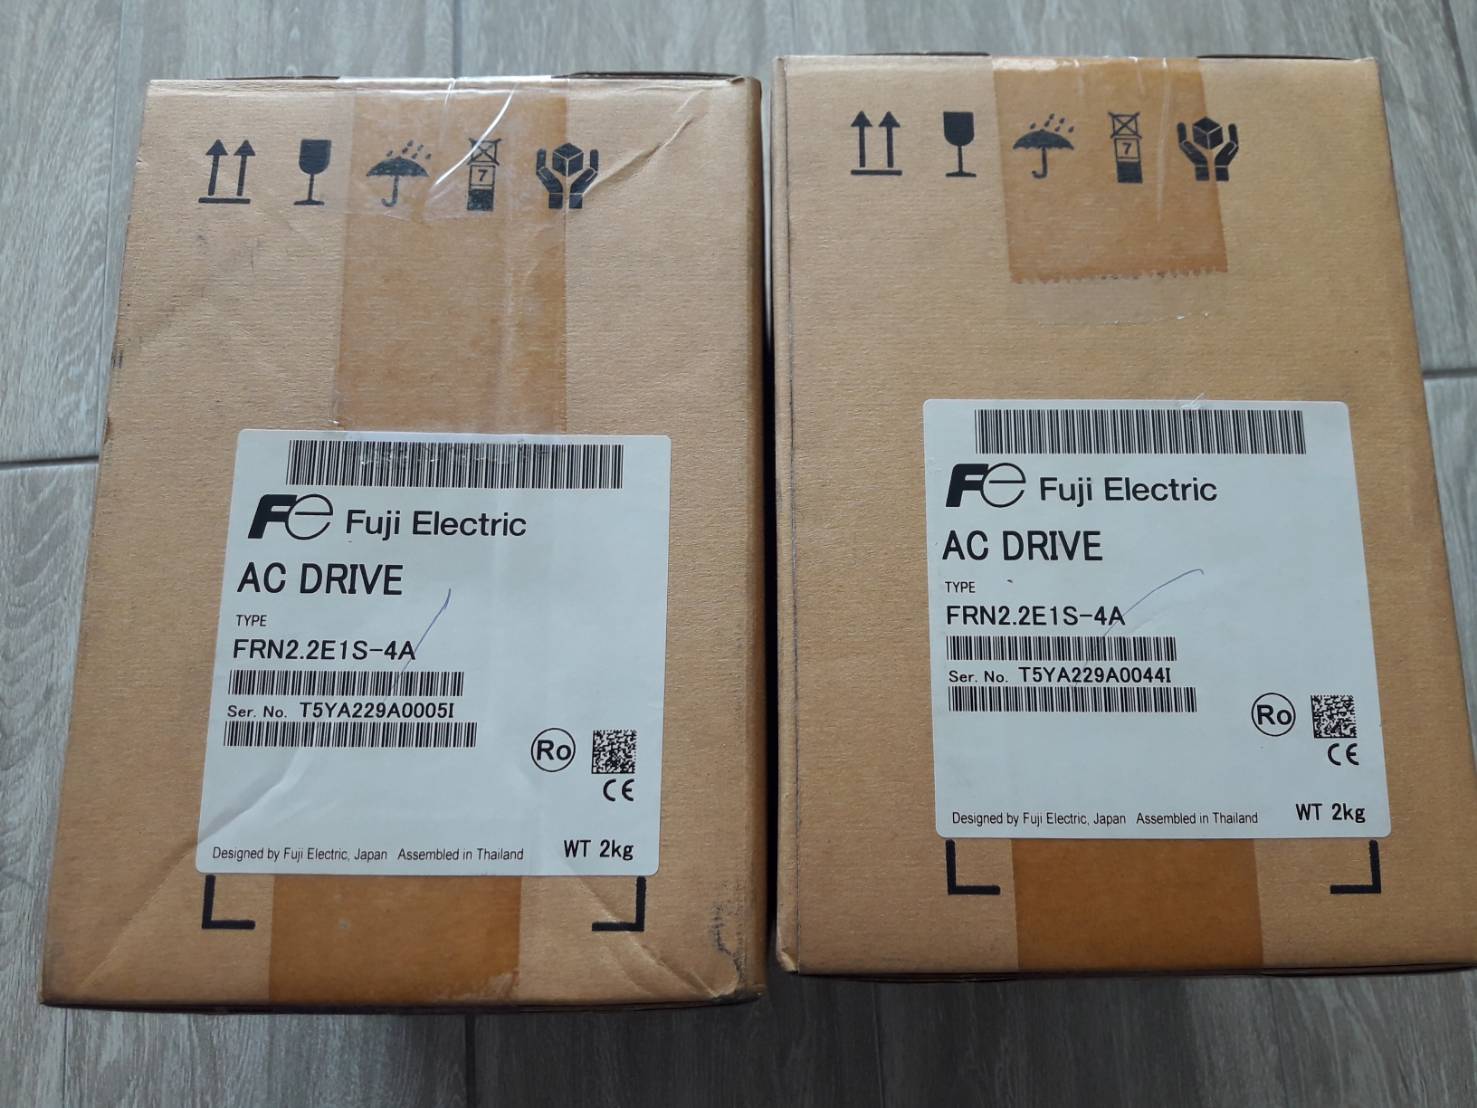 7
Fe Fuji Electric
AC DRIVE
TYPE
FRN2.2E1S-4A
Ser. No. T5YA229A0005I
Ro
CE
Designed by Fuji Electric, Japan Assembled in Thailand WT 2kg
7
Fe Fuji Electric
AC DRIVE
TYPE
FRN2.2E1S-4A
Ser. No. T5YA229A0044I
Ro
CE
Designed by Fuji Electric, Japan Assembled in Thailand WT 2kg